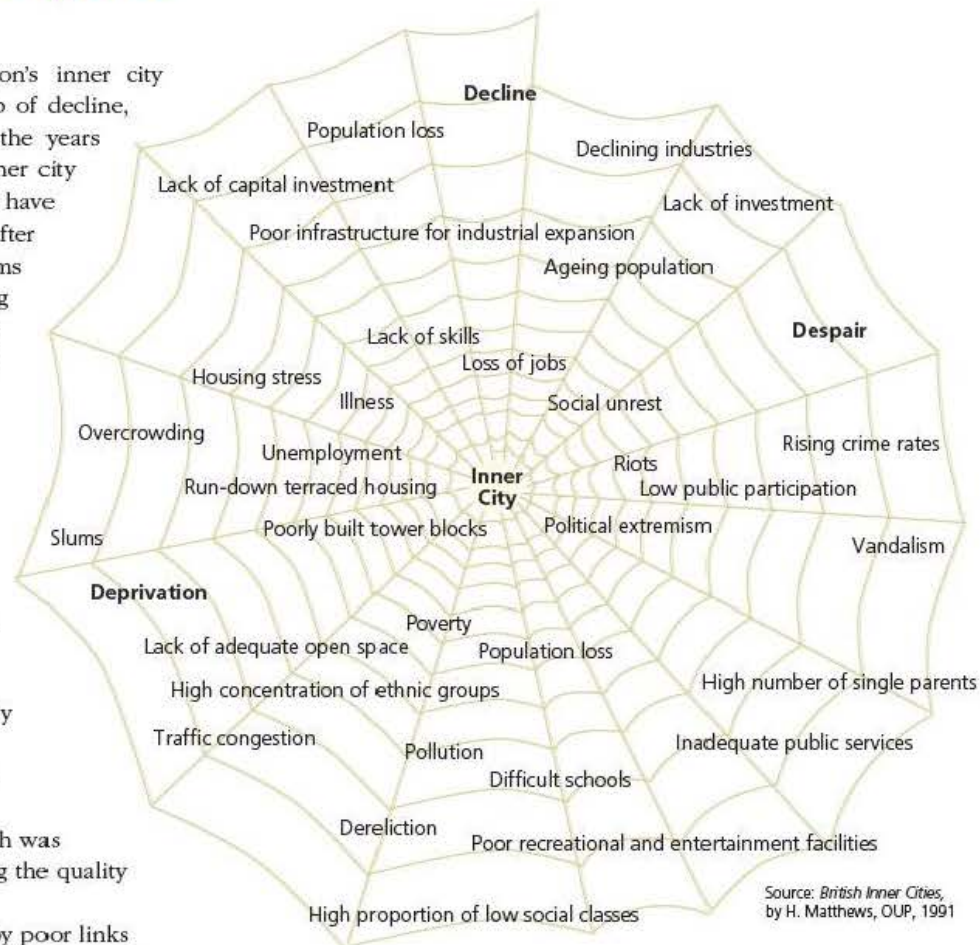 on's inner city
of decline,
the years
ner city
have
fter
ms
g
y
h was
g the quality
by poor links
Decline
Population loss
Declining industries
Lack of capital investment
Lack of investment
Poor infrastructure for industrial expansion
Ageing population
Despair
Lack of skills
Loss of jobs
Housing stress
Illness
Social unrest
Overcrowding
Rising crime rates
Unemployment
Riots
Inner
City
Run-down terraced housing
Low public participation
Poorly built tower blocks
Political extremism
Slums
Vandalism
Deprivation
Poverty
Lack of adequate open space
Population loss
High concentration of ethnic groups
High number of single parents
Traffic congestion
Pollution
Inadequate public services
Difficult schools
Dereliction
Poor recreational and entertainment facilities
High proportion of low social classes
Source: British Inner Cities,
by H. Matthews, OUP, 1991